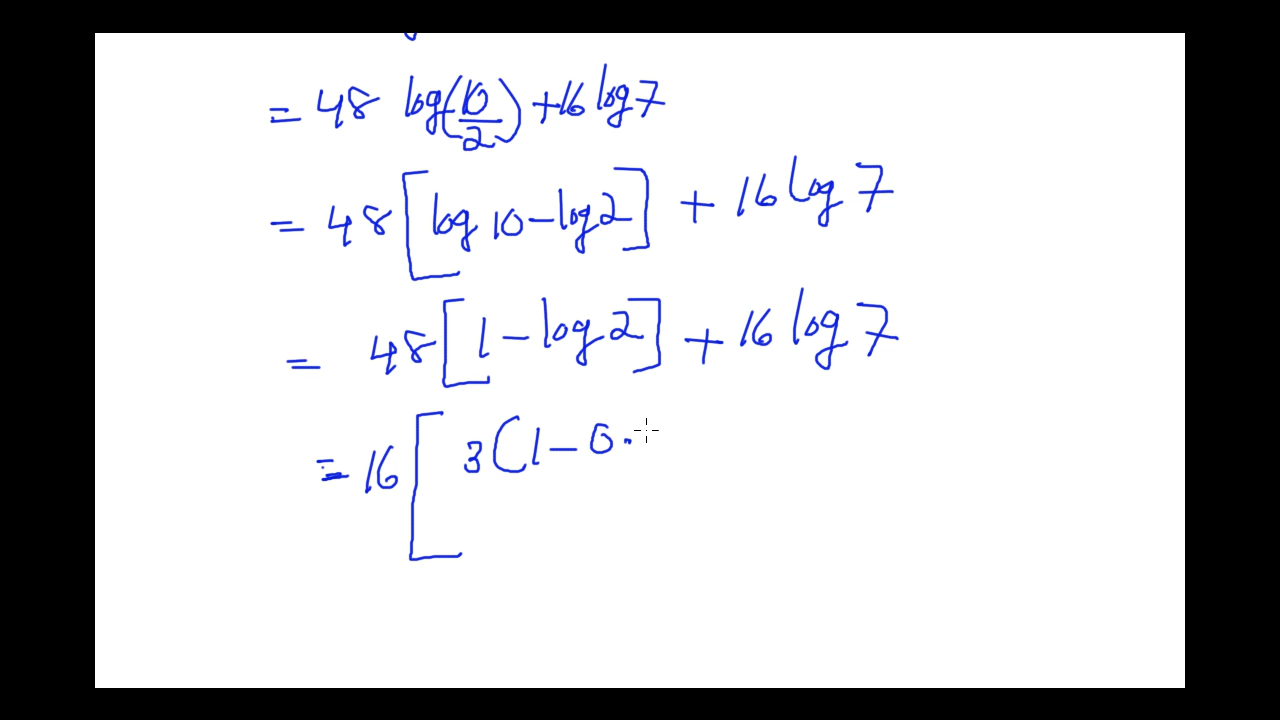 = 48 log(10/2) + 16 log 7
= 48 [log 10 - log 2] + 16 log 7
= 48 [1 - log 2] + 16 log 7
= 16 [ 3 (1 - 0.